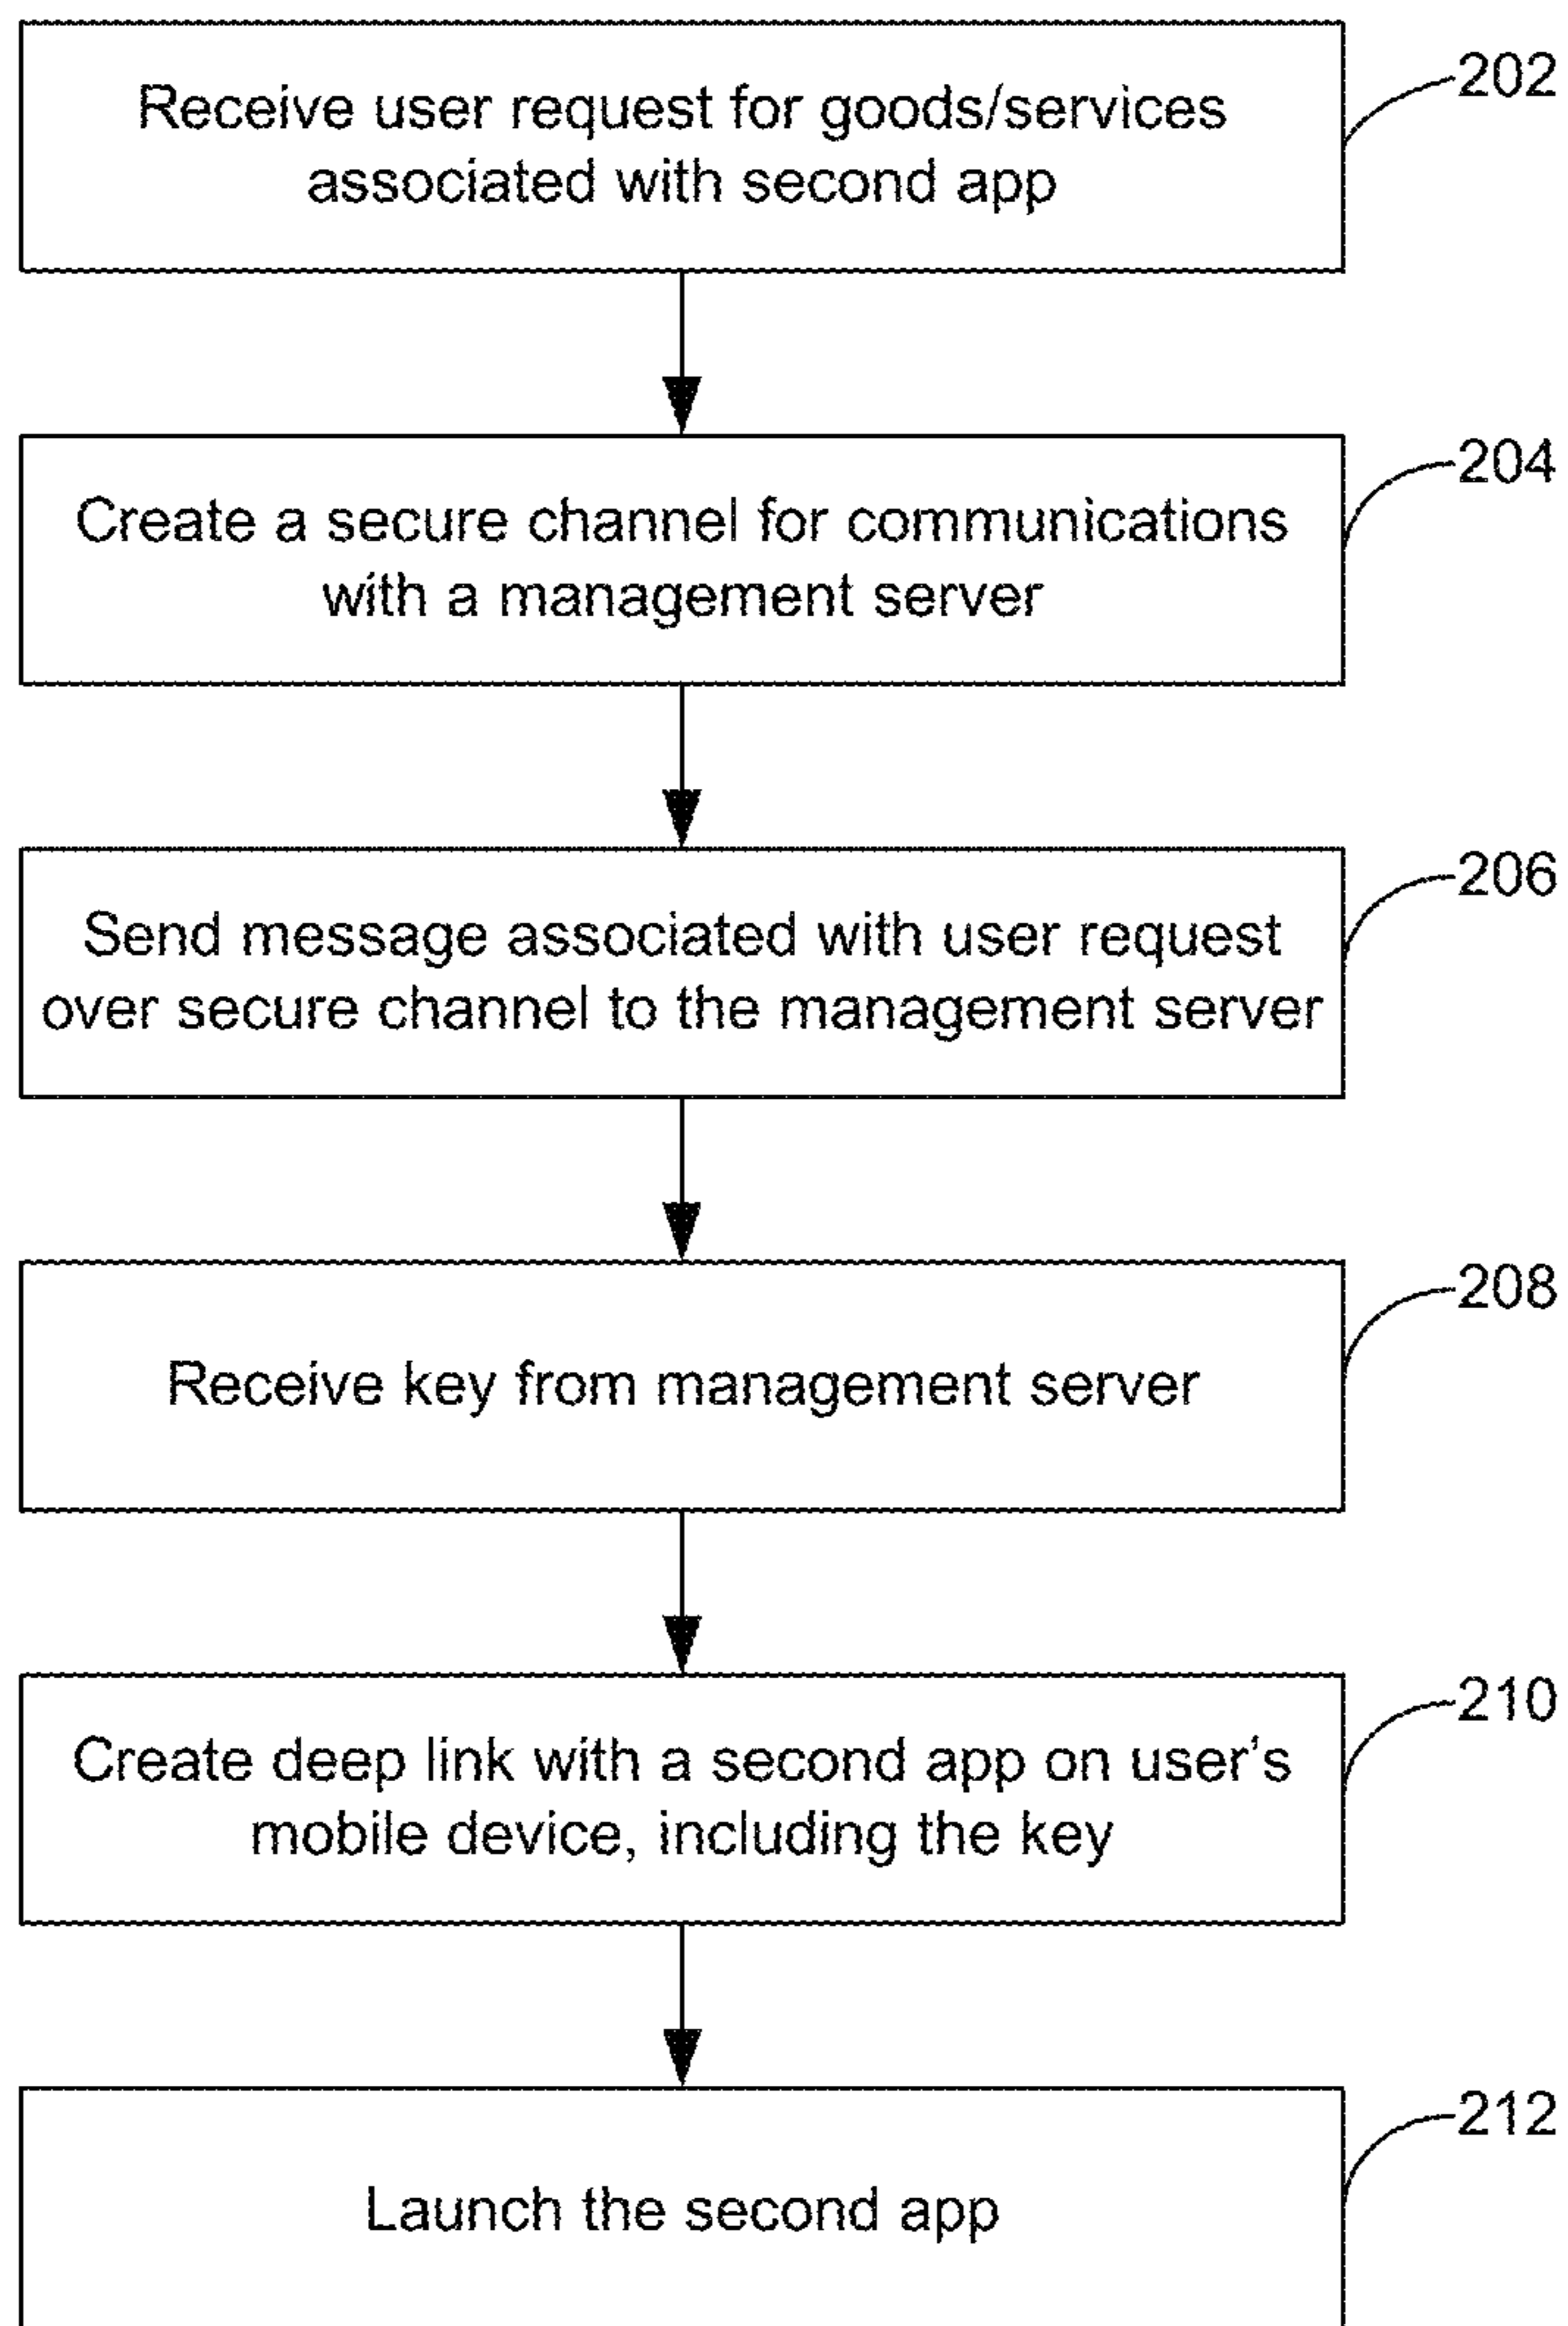 Receive user request for goods/services
associated with second app
202
Create a secure channel for communications
with a management server
204
Send message associated with user request
over secure channel to the management server
206
Receive key from management server
208
Create deep link with a second app on user's
mobile device, including the key
210
Launch the second app
212